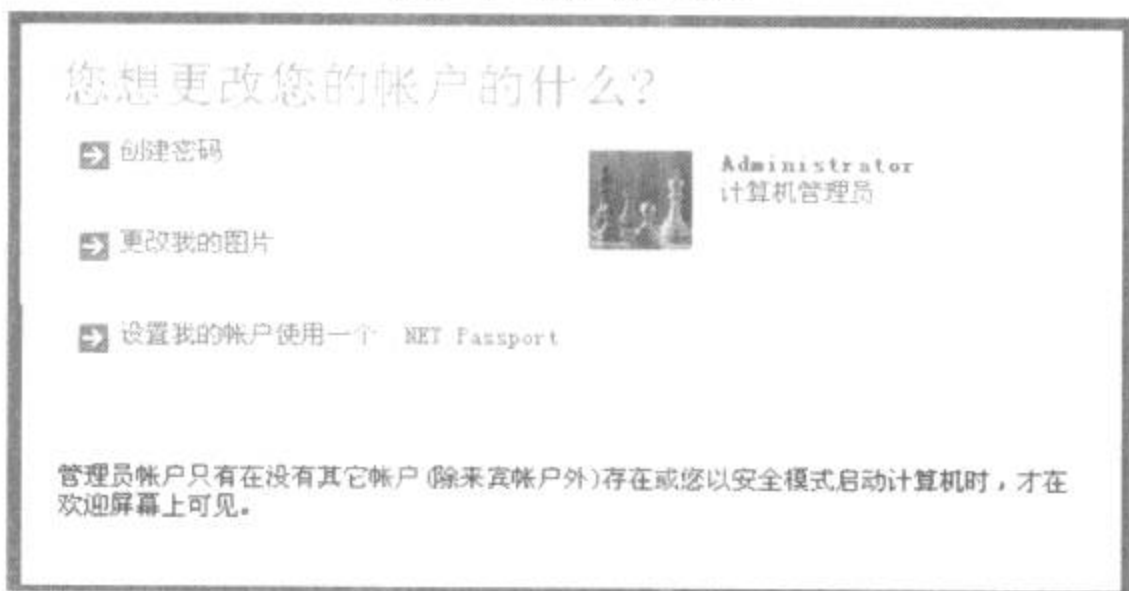 您想更改您的帐户的什么?
创建密码
Administrator
计算机管理员
更改我的图片
设置我的帐户使用一个 .NET Passport
管理员帐户只有在没有其它帐户(除来宾帐户外)存在或您以安全模式启动计算机时，才在
欢迎屏幕上可见。